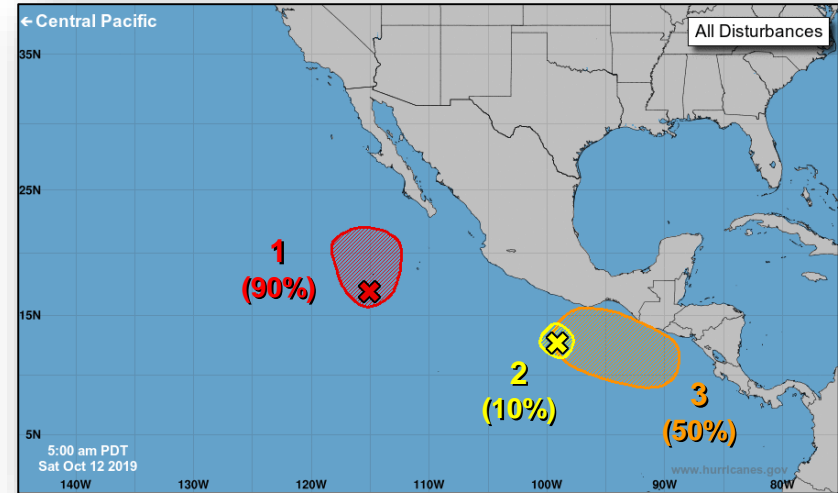 ← Central Pacific
All Disturbances
35N
25N
1
(90%)
15N
2
(10%)
3
(50%)
5N
5:00 am PDT
Sat Oct 12 2019
www.hurricanes.gov
140W
130W
120W
110W
100W
90W
80W